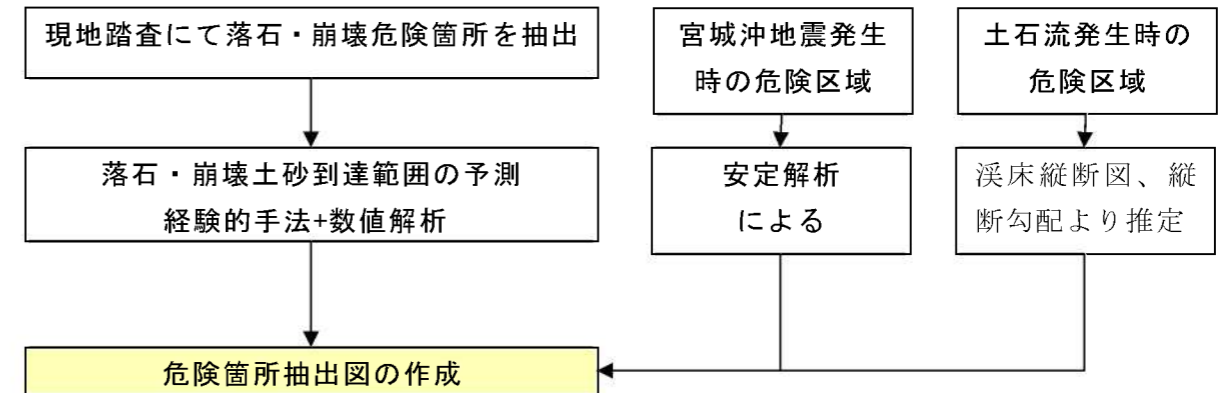 現地踏査にて落石・崩壊危険箇所を抽出
落石・崩壊土砂到達範囲の予測
経験的手法+数値解析
宮城沖地震発生
時の危険区域
安定解析
による
土石流発生時の
危険区域
渓床縦断図、縦
断勾配より推定
危険箇所抽出図の作成